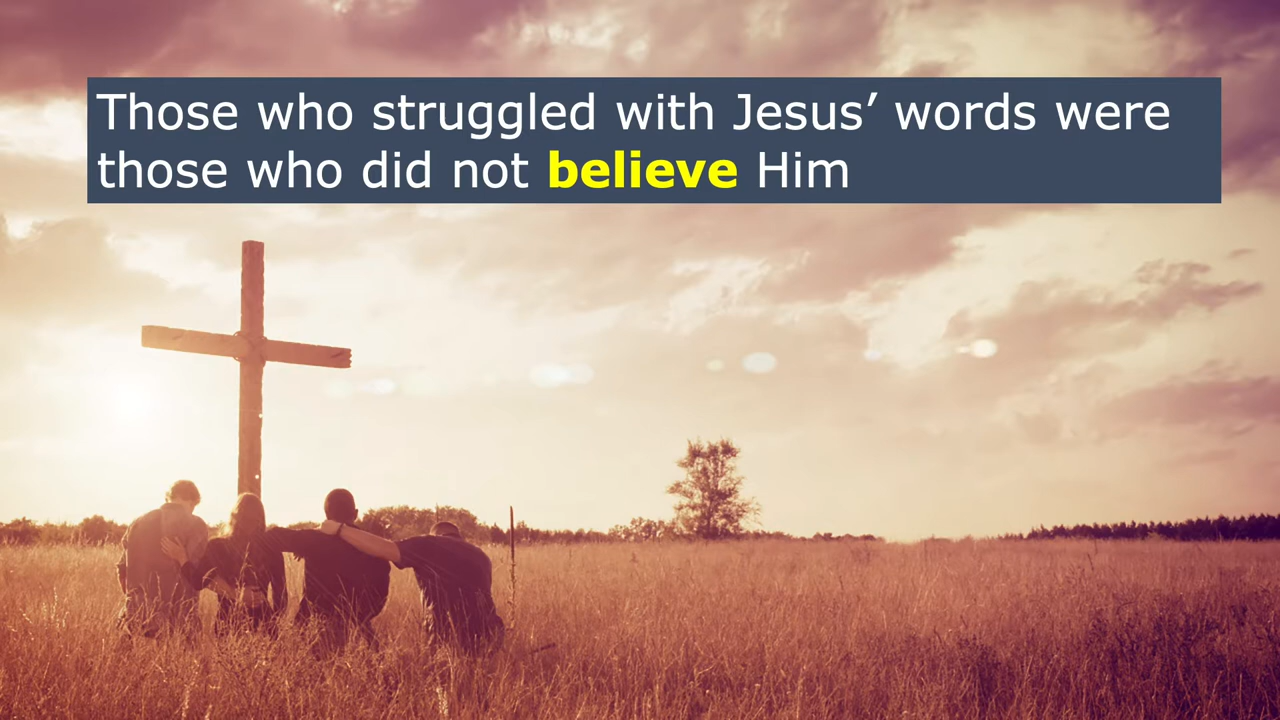 Those who struggled with Jesus’ words were
those who did not believe Him